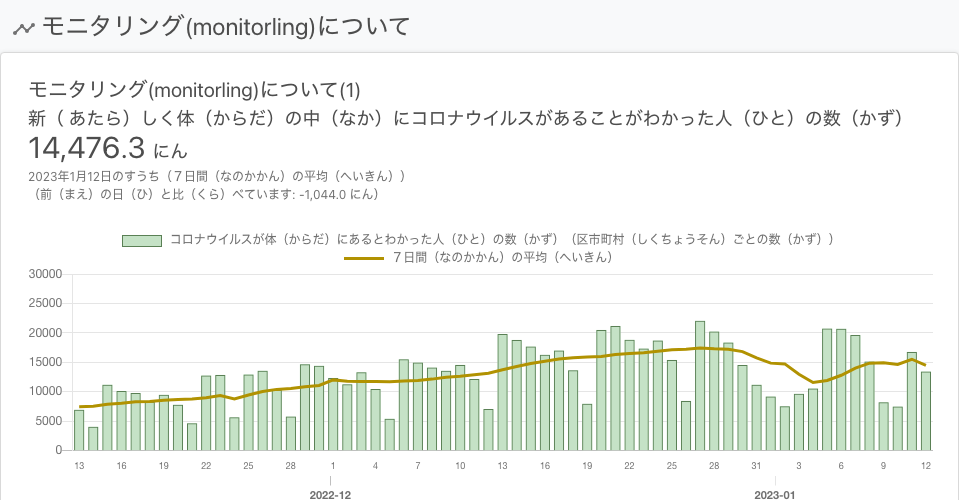 モニタリング(monitorling)について
モニタリング(monitorling)について(1)
新（ あたら）しく体（からだ）の中（なか）にコロナウイルスがあることがわかった人（ひと）の数（かず）
14,476.3 にん
2023年1月12日のすうち（７日間（なのかかん）の平均（へいきん））
（前（まえ）の日（ひ）と比（くら）べています: -1,044.0 にん）
コロナウイルスが体（からだ）にあるとわかった人（ひと）の数（かず）（区市町村（しくちょうそん）ごとの数（かず））
７日間（なのかかん）の平均（へいきん）
30000
25000
20000
15000
10000
5000
0
13 16 19 22 25 28 1 4 7 10 13 16 19 22 25 28 31 3 6 9 12
2022-12 2023-01